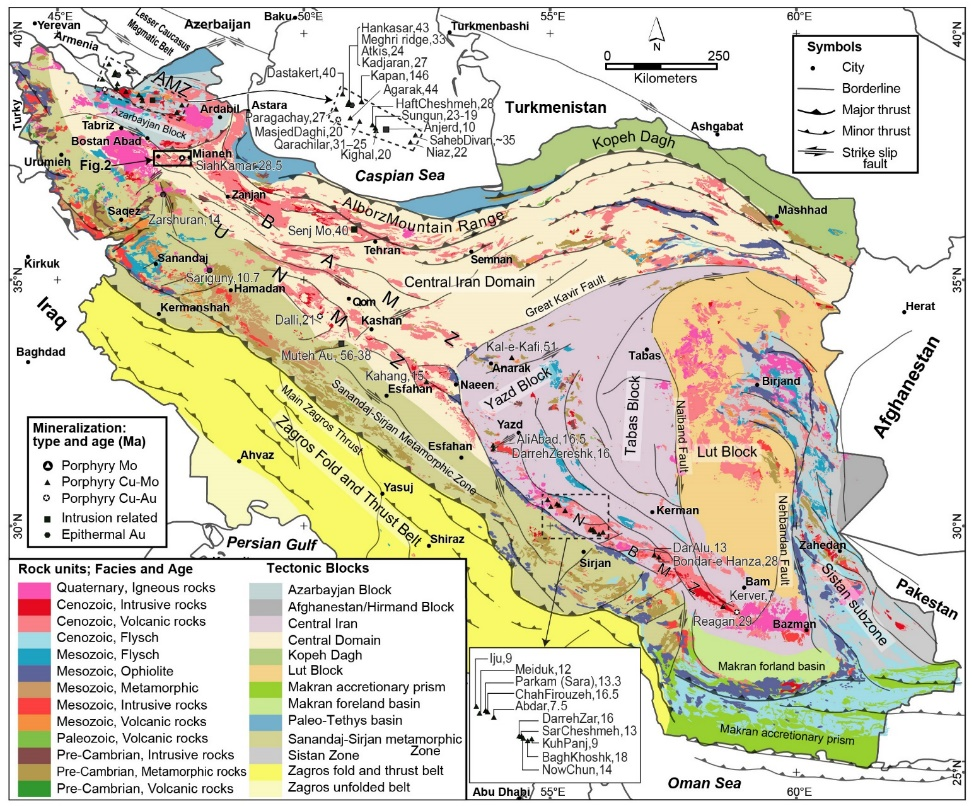 45°E
50°E
55°E
60°E
40°N
40°N
Yerevan
Armenia
Lesser Caucasus
Magmatic Belt
Azerbaijan
Baku
Turkmenbashi
Hankasar,43
Meghri ridge,33
Atkis,24
Kadjaran,27
Kapan,146
Agarak,44
HaftCheshmeh,28
Sungun,23-19
Anjerd,10
SahebDivan,~35
Niaz,22
Dastakert,40
Paragachay,27
MasjedDaghi,20
Qarachilar,31-25
Kighal,20
N
0
250
Kilometers
Symbols
City
Borderline
Major thrust
Minor thrust
Strike slip
fault
Turky
AMZ
Azarbayjan Block
Ardabil
Astara
Tabriz
Bostan Abad
Urumieh
Fig.2
Mianeh
SiahKamar,28.5
Caspian Sea
Turkmenistan
Ashgabat
Kopeh Dagh
Mashhad
Zanjan
Saqez
Zarshuran,14
U
B
A
N
M
M
Z
Z
AlborzMountain Range
Senj Mo,40
Tehran
Semnan
Kirkuk
Sanandaj
Sariguny,10.7
Hamadan
35°N
35°N
Central Iran Domain
Great Kavir Fault
Iraq
Kermanshah
Qom
Dalli,21
Kashan
Herat
Baghdad
Muteh Au, 56-38
Kahang,15
Esfahan
Naeen
Kal-e-Kafi,51
Anarak
Yazd Block
Tabas
Tabas Block
Naiband Fault
Birjand
Afghanestan
Lut Block
Main Zagros Thrust
Sanandaj-Sirjan Metamorphic Zone
Zagros Fold and Thrust Belt
Yazd
AliAbad,16.5
DarrehZereshk,16
Esfahan
Mineralization:
type and age (Ma)
Porphyry Mo
Porphyry Cu-Mo
Porphyry Cu-Au
Intrusion related
Epithermal Au
Ahvaz
Yasuj
Shiraz
Persian Gulf
30°N
30°N
Kerman
N
B
M
Z
Sirjan
DarAlu,13
Bondar-e Hanza,28
Bam
Kerver,7
Reagan,29
Bazman
Nehbandan Fault
Zahedan
Sistan subzone
Pakestan
Makran forland basin
Makran accretionary prism
Rock units; Facies and Age
Quaternary, Igneous rocks
Cenozoic, Intrusive rocks
Cenozoic, Volcanic rocks
Cenozoic, Flysch
Mesozoic, Flysch
Mesozoic, Ophiolite
Mesozoic, Metamorphic
Mesozoic, Intrusive rocks
Mesozoic, Volcanic rocks
Paleozoic, Volcanic rocks
Pre-Cambrian, Intrusive rocks
Pre-Cambrian, Metamorphic rocks
Pre-Cambrian, Volcanic rocks
Tectonic Blocks
Azarbayjan Block
Afghanestan/Hirmand Block
Central Iran
Central Domain
Kopeh Dagh
Lut Block
Makran accretionary prism
Makran foreland basin
Paleo-Tethys basin
Sanandaj-Sirjan metamorphic
Zone
Sistan Zone
Zagros fold and thrust belt
Zagros unfolded belt
Iju,9
Meiduk,12
Parkam (Sara),13.3
ChahFirouzeh,16.5
Abdar,7.5
DarrehZar,16
SarCheshmeh,13
KuhPanj,9
BaghKhoshk,18
NowChun,14
Abu Dhabi
55°E
Oman Sea
60°E
25°N